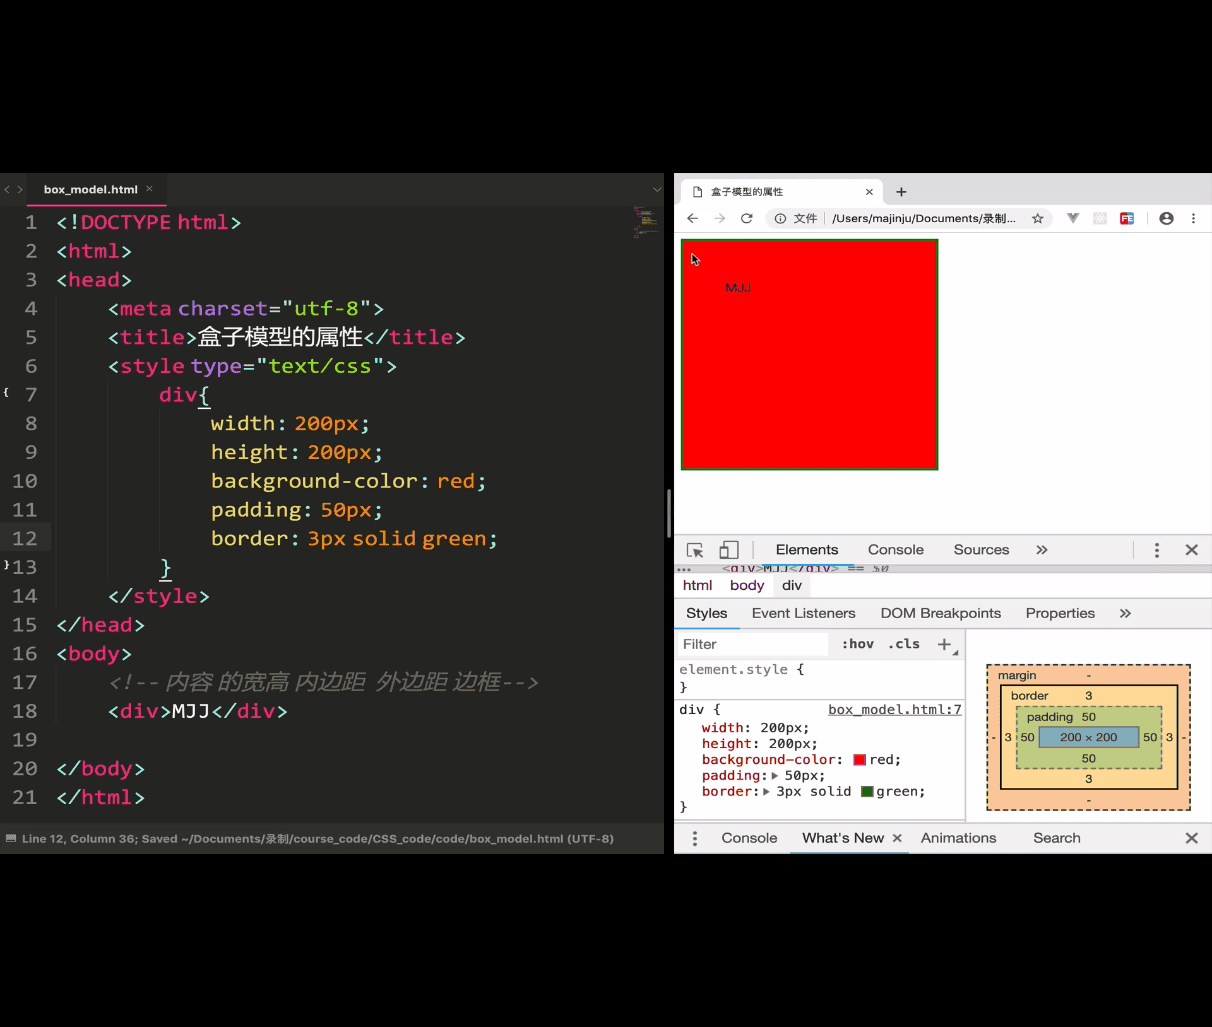 box_model.html
1 <!DOCTYPE html>
2 <html>
3 <head>
4 <meta charset="utf-8">
5 <title>盒子模型的属性</title>
6 <style type="text/css">
{ 7 div{
8 width: 200px;
9 height: 200px;
10 background-color: red;
11 padding: 50px;
12 border: 3px solid green;
} 13 }
14 </style>
15 </head>
16 <body>
17 <!-- 内容 的宽高 内边距 外边距 边框-->
18 <div>MJJ</div>
19
20 </body>
21 </html>
Line 12, Column 36; Saved ~/Documents/录制/course_code/CSS_code/code/box_model.html (UTF-8)
盒子模型的属性
文件 /Users/majinju/Documents/录制...
FE
MJJ
Elements Console Sources
... <div>MJJ</div> == $0
html body div
Styles Event Listeners DOM Breakpoints Properties
Filter :hov .cls
element.style {
}
div { box_model.html:7
width: 200px;
height: 200px;
background-color: red;
padding: 50px;
border: 3px solid green;
}
margin -
border 3
padding 50
- 3 50 200 × 200 50 3 -
50
3
-
Console What's New Animations Search